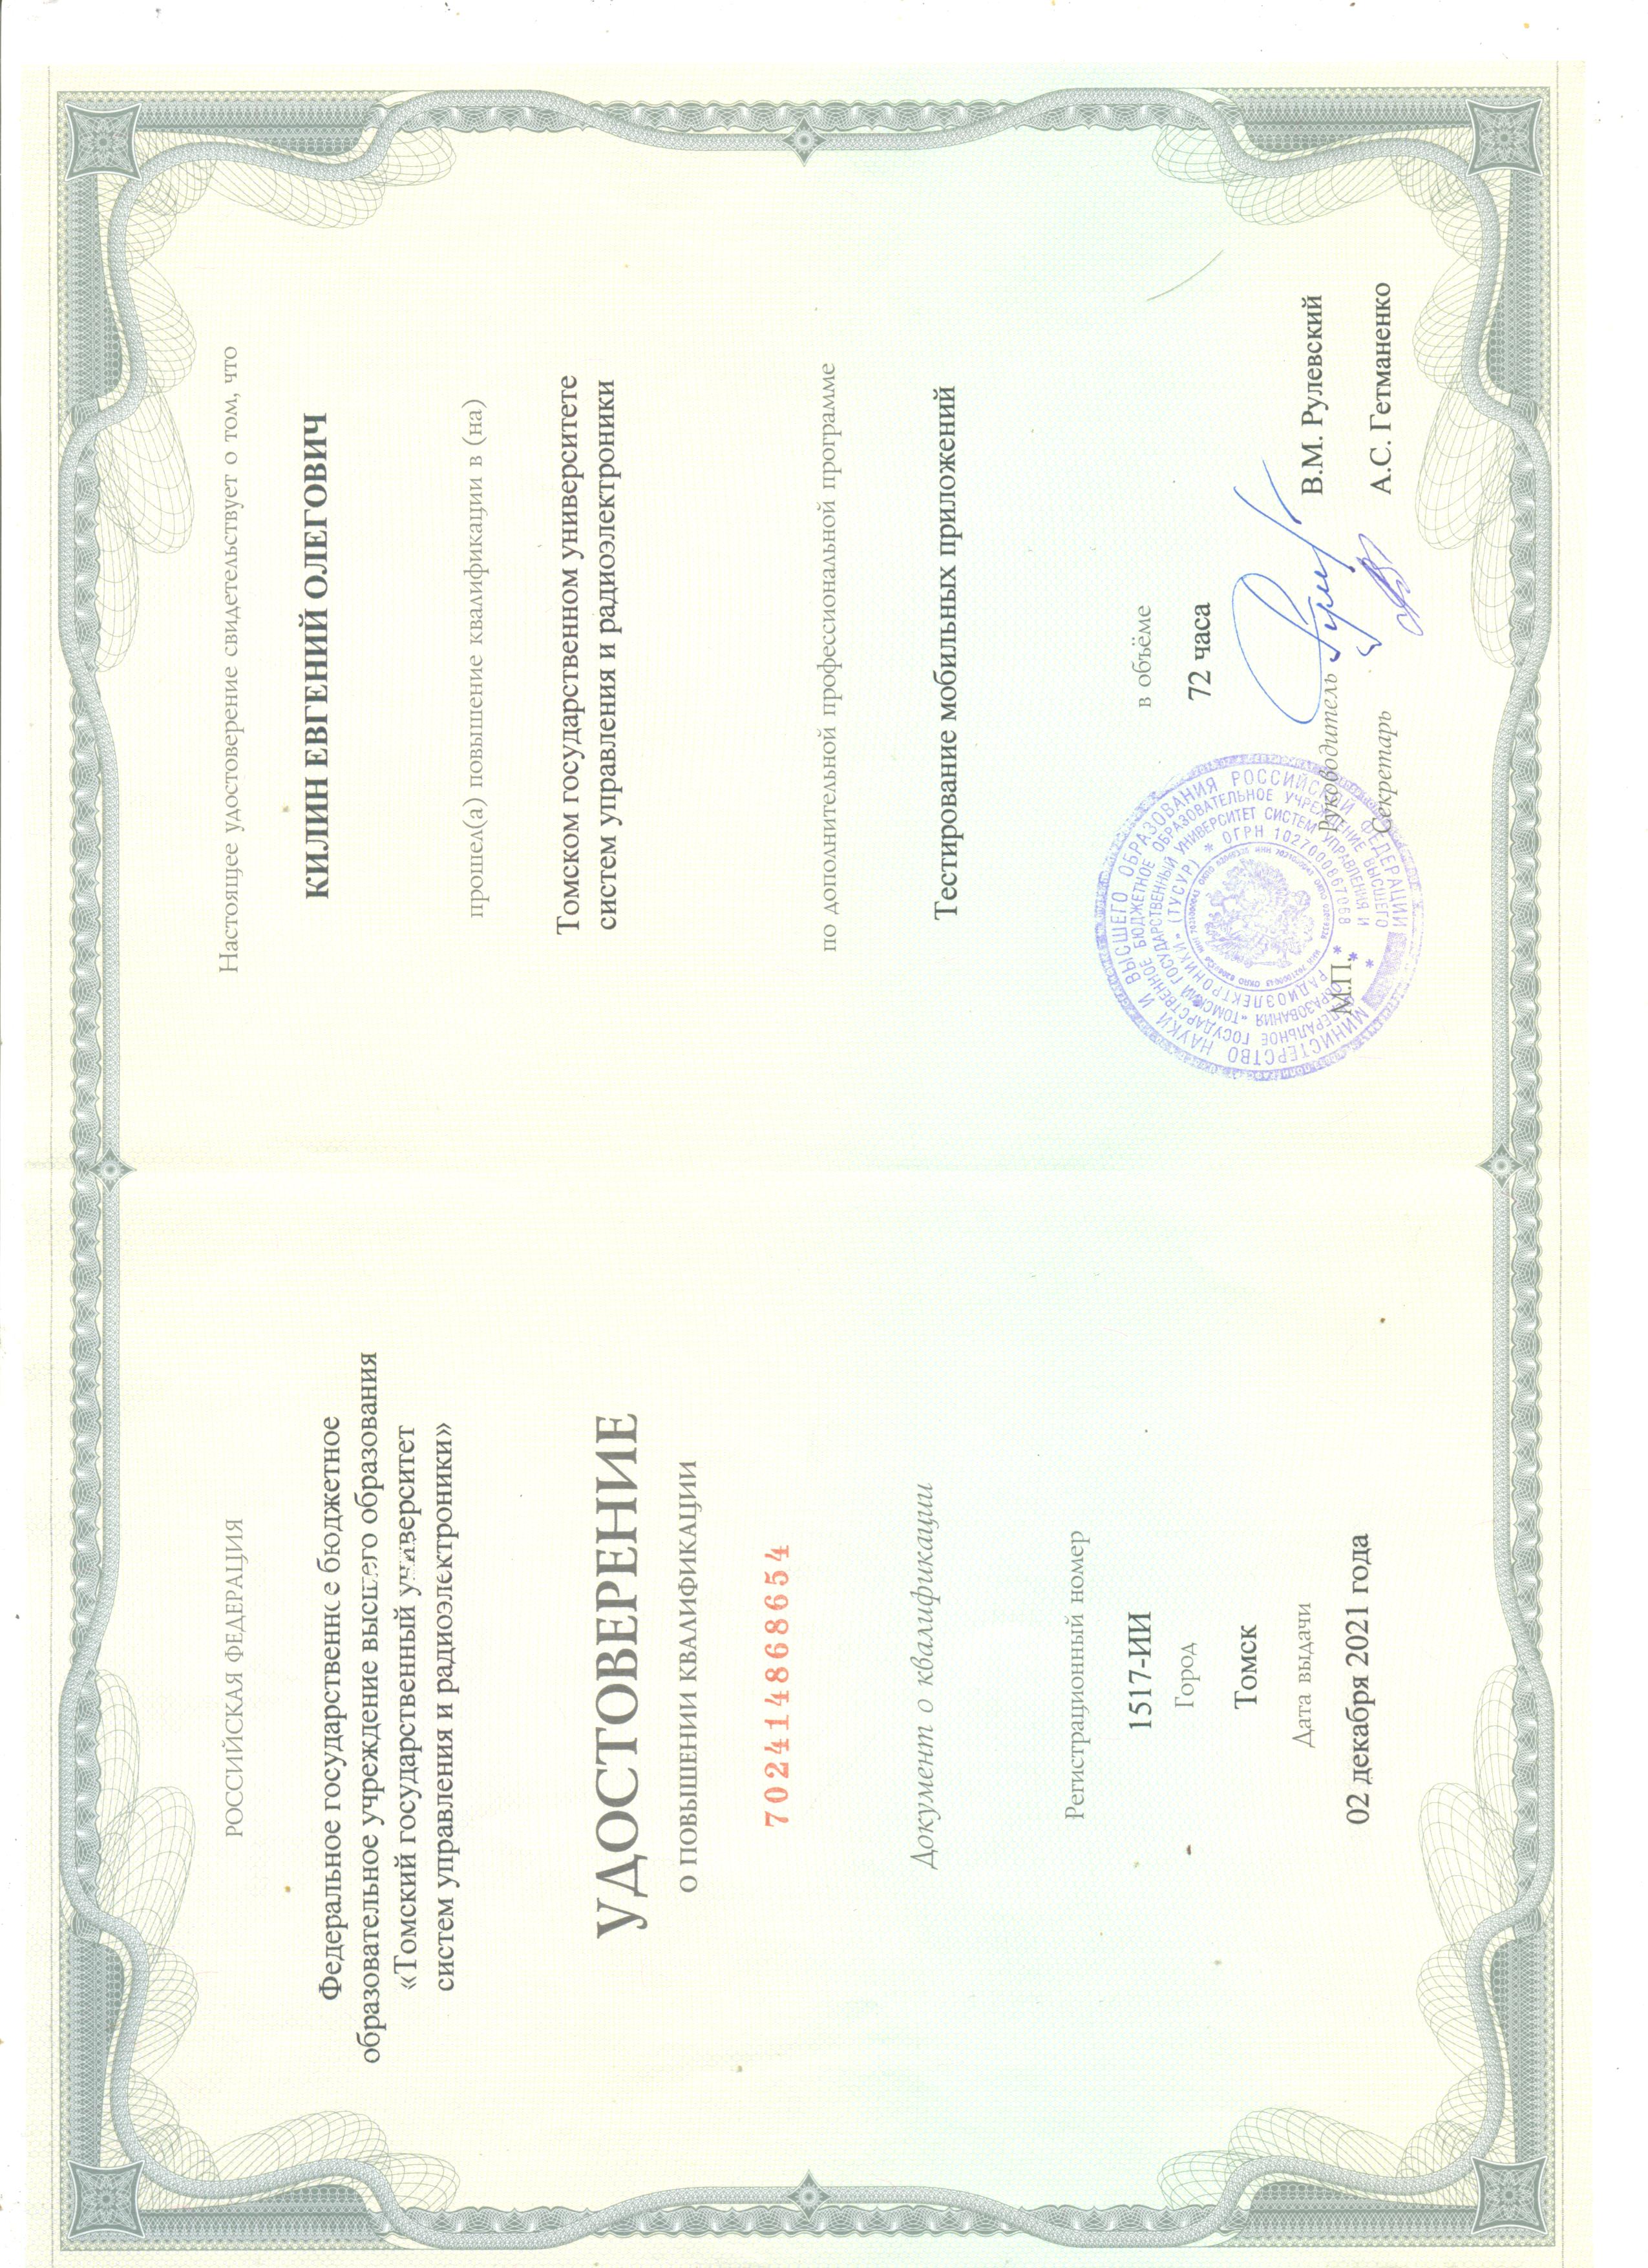 РОССИЙСКАЯ ФЕДЕРАЦИЯ
Федеральное государственное бюджетное
образовательное учреждение высшего образования
«Томский государственный университет
систем управления и радиоэлектроники»
УДОСТОВЕРЕНИЕ
О ПОВЫШЕНИИ КВАЛИФИКАЦИИ
702414868654
Документ о квалификации
Регистрационный номер
1517-ИИ
Город
Томск
Дата выдачи
02 декабря 2021 года
Настоящее удостоверение свидетельствует о том, что
КИЛИН ЕВГЕНИЙ ОЛЕГОВИЧ
прошел(а) повышение квалификации в (на)
Томском государственном университете
систем управления и радиоэлектроники
по дополнительной профессиональной программе
Тестирование мобильных приложений
в объёме
72 часа
МИНИСТЕРСТВО НАУКИ И ВЫСШЕГО ОБРАЗОВАНИЯ РОССИЙСКОЙ ФЕДЕРАЦИИ
ФЕДЕРАЛЬНОЕ ГОСУДАРСТВЕННОЕ БЮДЖЕТНОЕ ОБРАЗОВАТЕЛЬНОЕ УЧРЕЖДЕНИЕ ВЫСШЕГО
ОБРАЗОВАНИЯ «ТОМСКИЙ ГОСУДАРСТВЕННЫЙ УНИВЕРСИТЕТ СИСТЕМ УПРАВЛЕНИЯ И
РАДИОЭЛЕКТРОНИКИ» (ТУСУР) * ОГРН 1027000867068
М.П.
Руководитель
В.М. Рулевский
Секретарь
А.С. Гетманенко